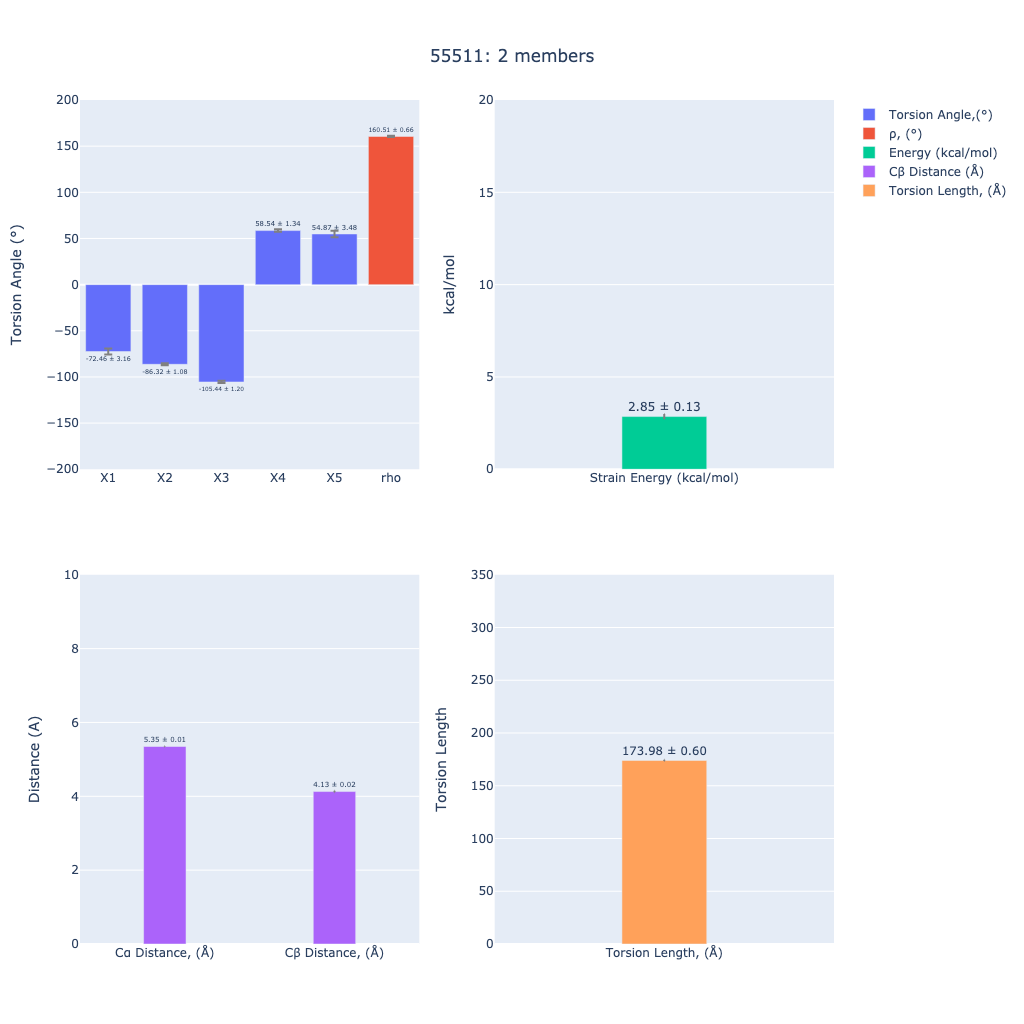 55511: 2 members
200
150
100
50
0
−50
−100
−150
−200
Torsion Angle (°)
-72.46 ± 3.16
-86.32 ± 1.08
-105.44 ± 1.20
58.54 ± 1.34
54.87 ± 3.48
160.51 ± 0.66
X1 X2 X3 X4 X5 rho
20
15
10
5
0
kcal/mol
2.85 ± 0.13
Strain Energy (kcal/mol)
Torsion Angle,(°)
ρ, (°)
Energy (kcal/mol)
Cβ Distance (Å)
Torsion Length, (Å)
10
8
6
4
2
0
Distance (A)
5.35 ± 0.01
4.13 ± 0.02
Cα Distance, (Å) Cβ Distance, (Å)
350
300
250
200
150
100
50
0
Torsion Length
173.98 ± 0.60
Torsion Length, (Å)